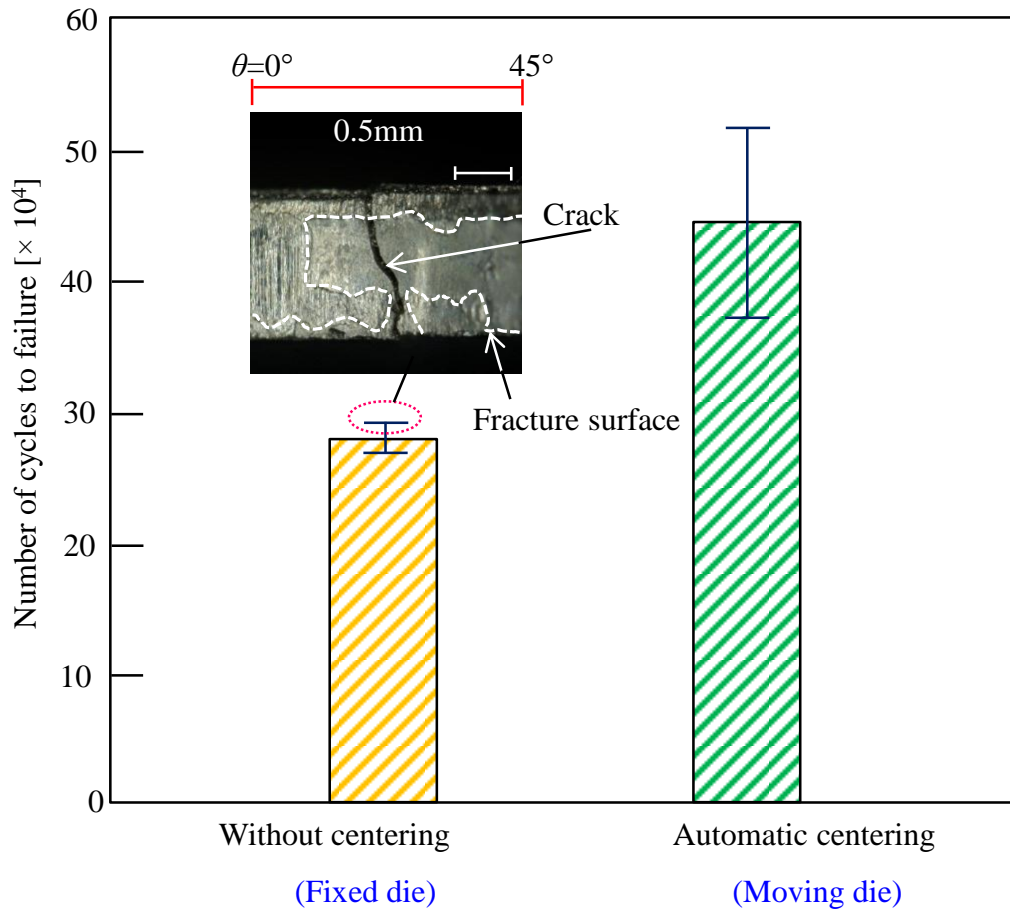 60
50
40
30
20
10
0
Number of cycles to failure [× 10⁴]
θ=0°
45°
0.5mm
Crack
Fracture surface
Without centering
(Fixed die)
Automatic centering
(Moving die)